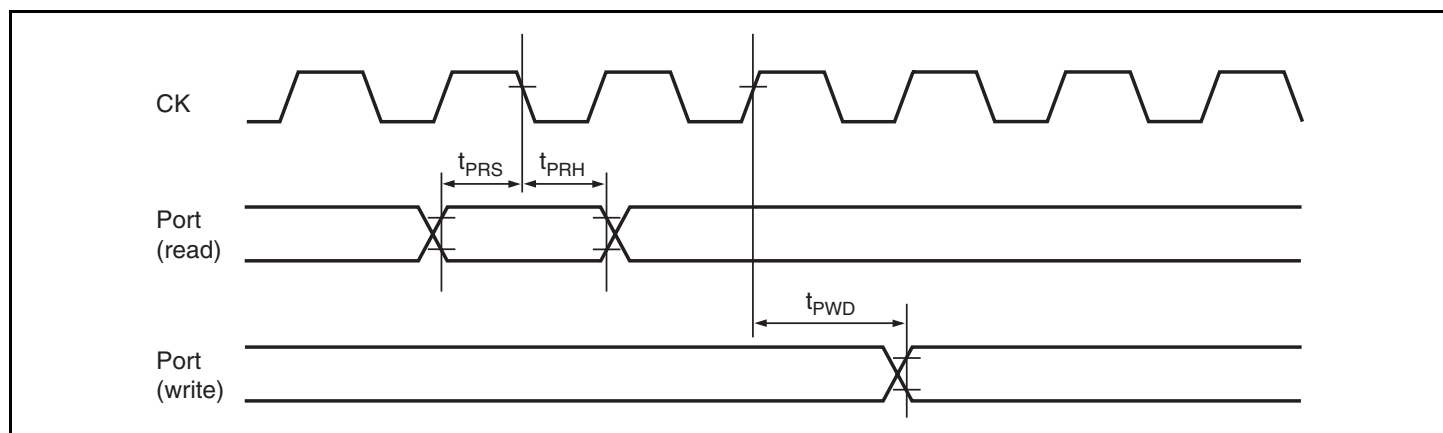 CK
tPRS
tPRH
Port
(read)
tPWD
Port
(write)